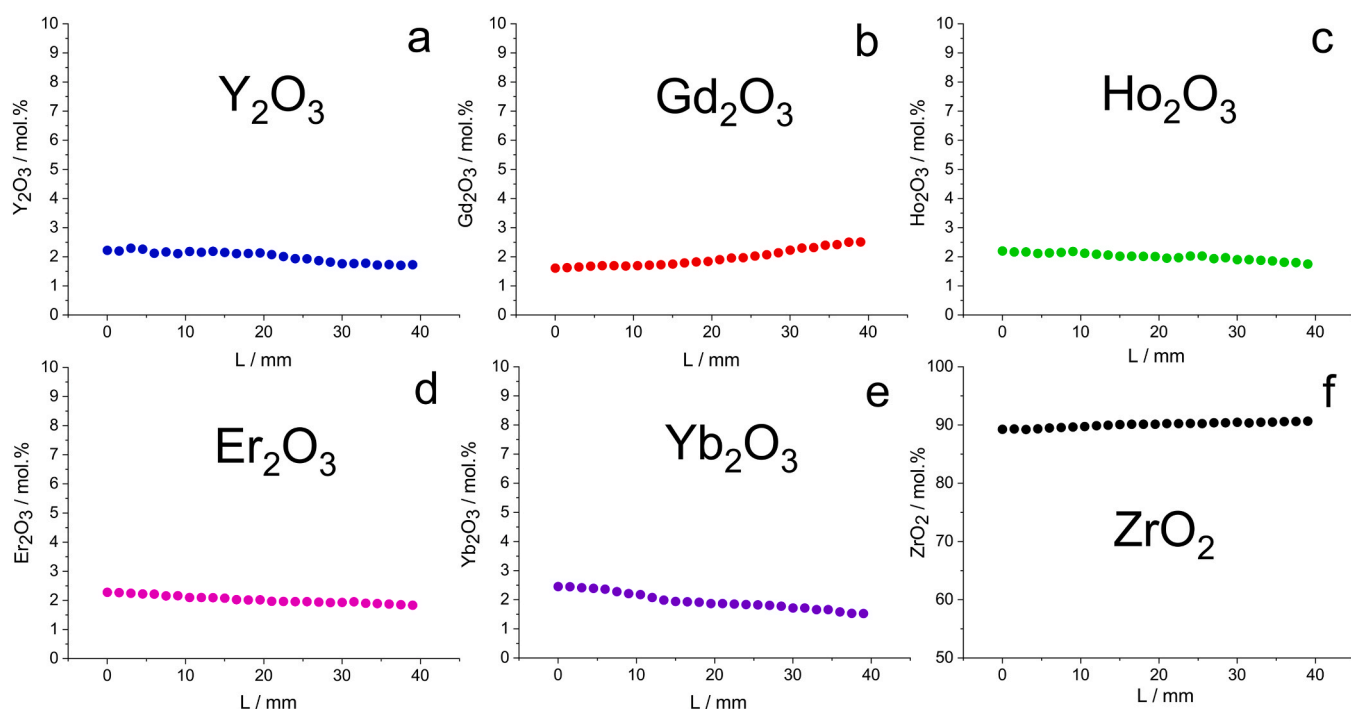 a
Y₂O₃
Y₂O₃ / mol.%
10
9
8
7
6
5
4
3
2
1
0
0 10 20 30 40
L / mm
b
Gd₂O₃
Gd₂O₃ / mol.%
10
9
8
7
6
5
4
3
2
1
0
0 10 20 30 40
L / mm
c
Ho₂O₃
Ho₂O₃ / mol.%
10
9
8
7
6
5
4
3
2
1
0
0 10 20 30 40
L / mm
d
Er₂O₃
Er₂O₃ / mol.%
10
9
8
7
6
5
4
3
2
1
0
0 10 20 30 40
L / mm
e
Yb₂O₃
Yb₂O₃ / mol.%
10
9
8
7
6
5
4
3
2
1
0
0 10 20 30 40
L / mm
f
ZrO₂
ZrO₂ / mol.%
100
90
80
70
60
50
0 10 20 30 40
L / mm